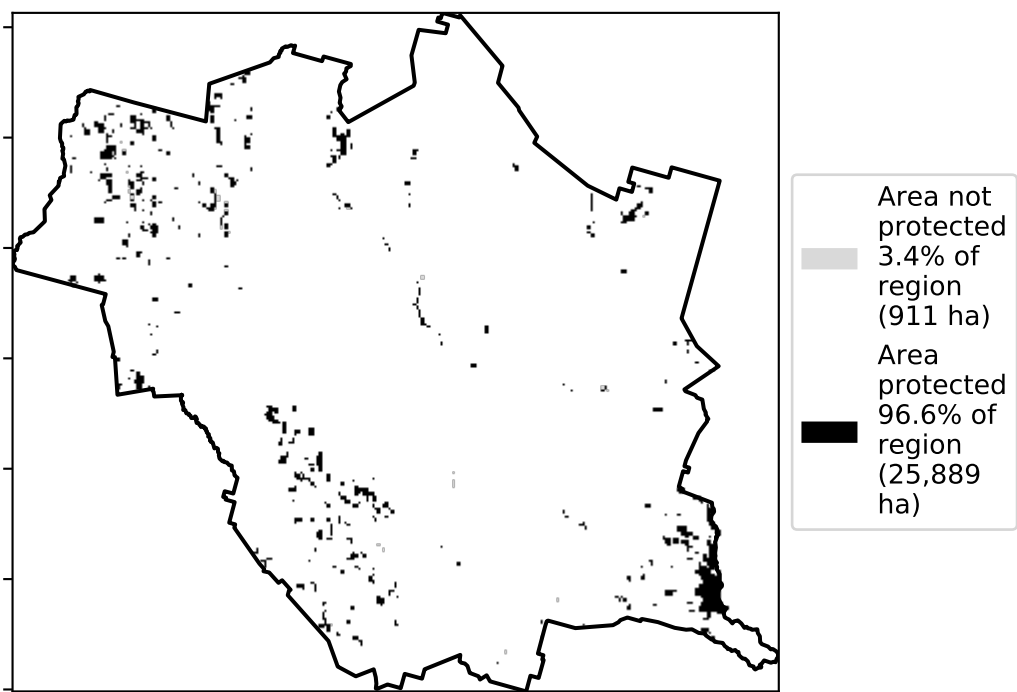 Area not
protected
3.4% of
region
(911 ha)
Area
protected
96.6% of
region
(25,889
ha)